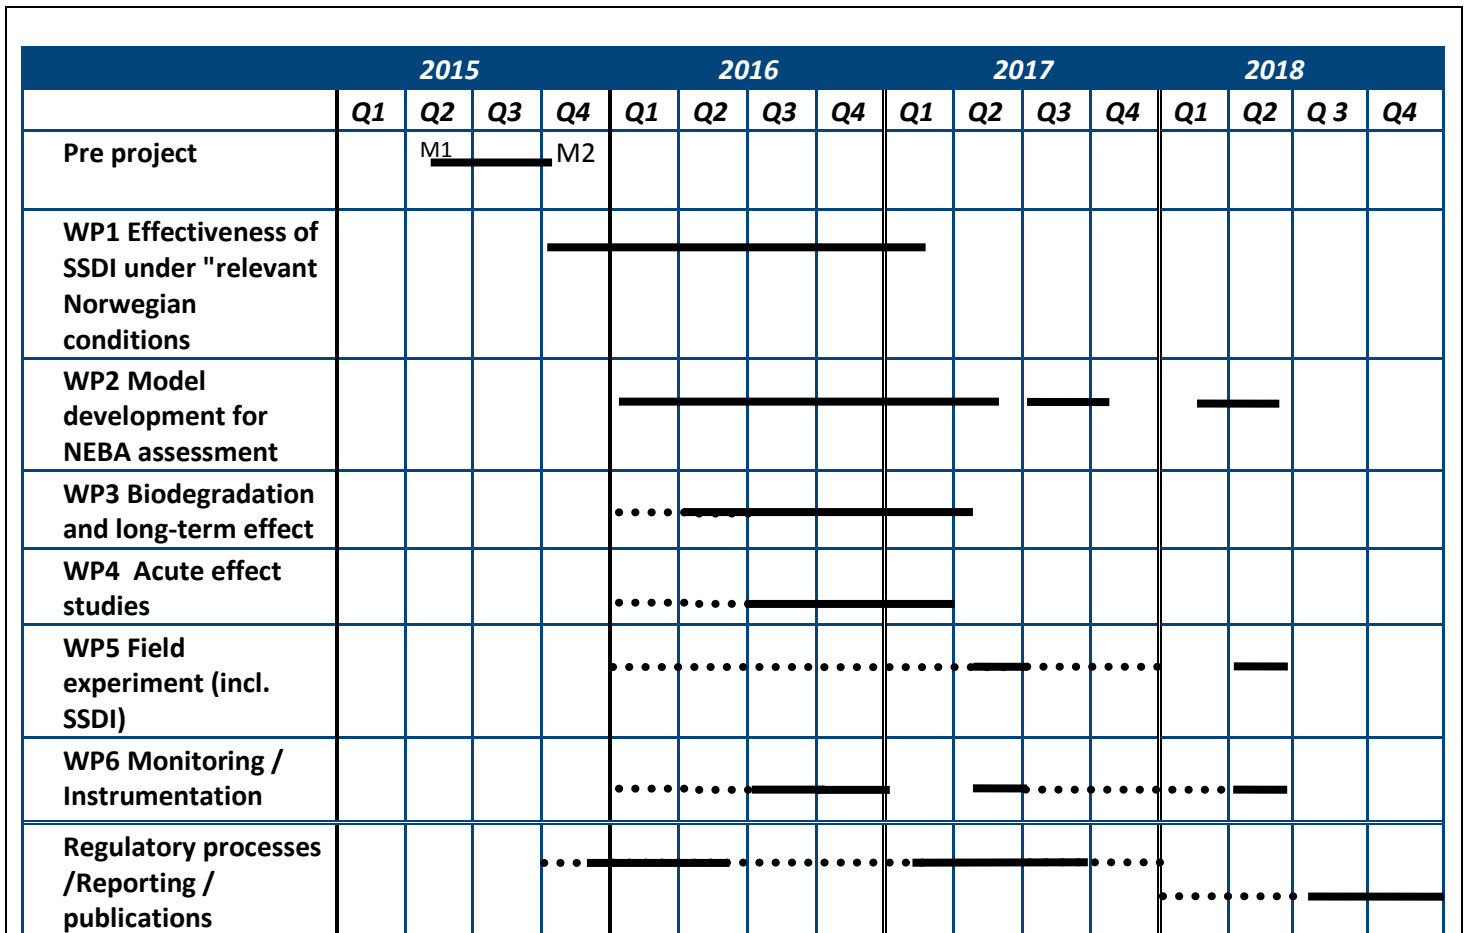 2015 2016 2017 2018
Q1 Q2 Q3 Q4 Q1 Q2 Q3 Q4 Q1 Q2 Q3 Q4 Q1 Q2 Q 3 Q4
Pre project M1 M2
WP1 Effectiveness of
SSDI under "relevant
Norwegian
conditions
WP2 Model
development for
NEBA assessment
WP3 Biodegradation
and long-term effect
WP4 Acute effect
studies
WP5 Field
experiment (incl.
SSDI)
WP6 Monitoring /
Instrumentation
Regulatory processes
/Reporting /
publications